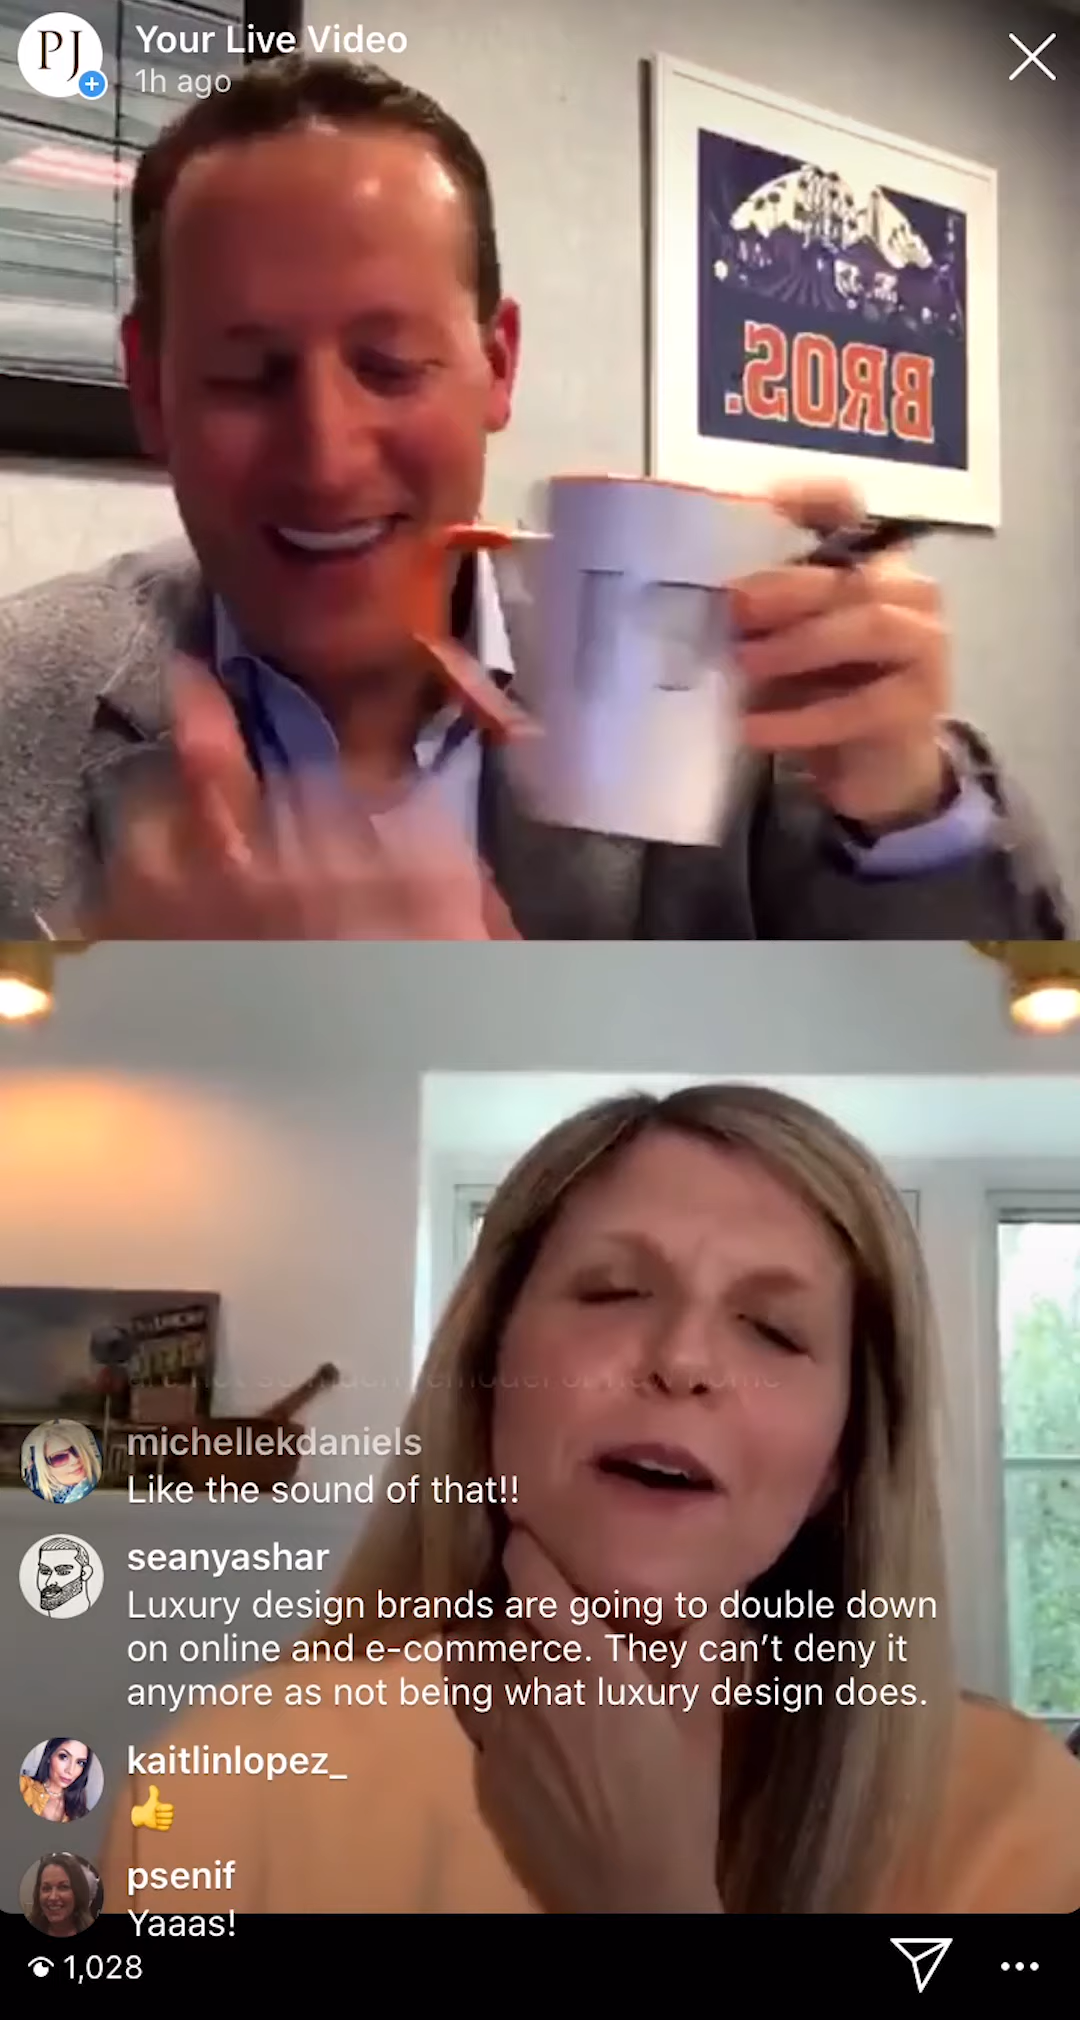 PJ
Your Live Video
1h ago
BROS.
michellekdaniels
Like the sound of that!!
seanyashar
Luxury design brands are going to double down
on online and e-commerce. They can’t deny it
anymore as not being what luxury design does.
kaitlinlopez_
👍
psenif
Yaaas!
1,028